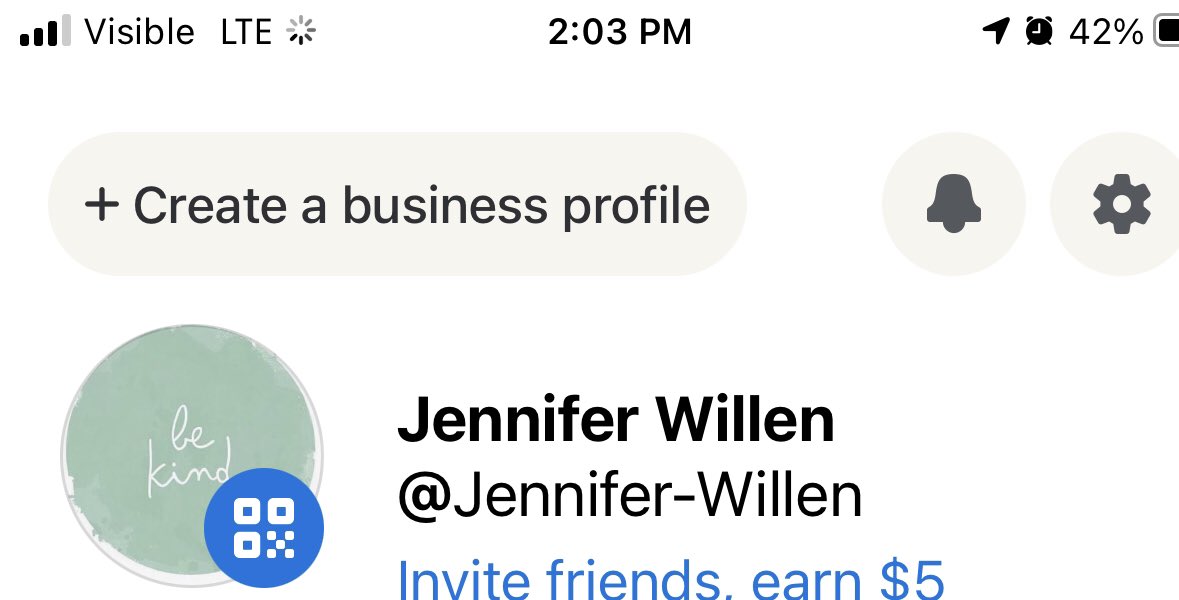 Visible LTE 2:03 PM 42%
+ Create a business profile
be
kind
Jennifer Willen
@Jennifer-Willen
Invite friends, earn $5